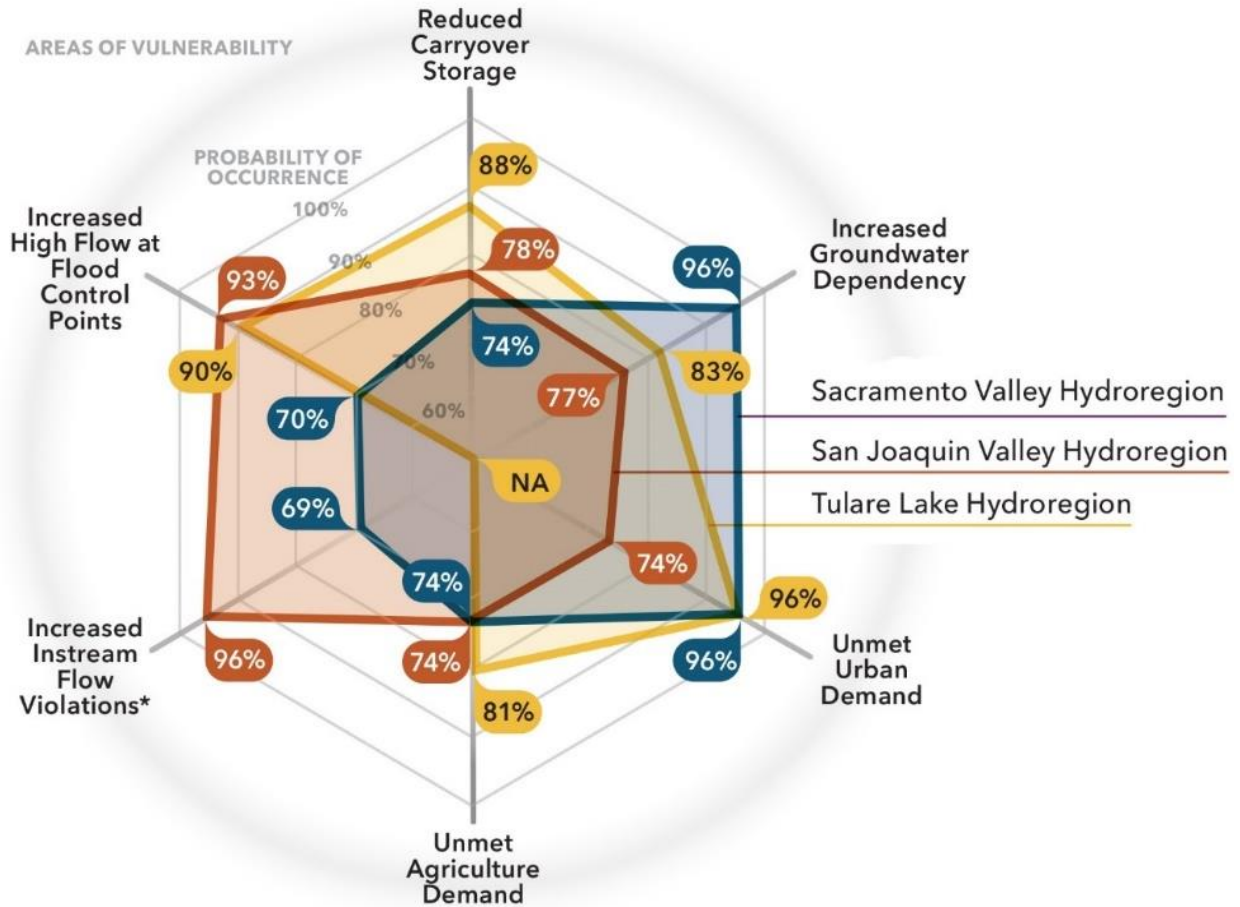 AREAS OF VULNERABILITY
Reduced
Carryover
Storage
PROBABILITY OF
OCCURRENCE
100%
90%
80%
70%
60%
88%
78%
74%
Increased
High Flow at
Flood
Control
Points
93%
90%
70%
Increased
Groundwater
Dependency
96%
83%
77%
Sacramento Valley Hydroregion
San Joaquin Valley Hydroregion
Tulare Lake Hydroregion
NA
69%
74%
74%
96%
96%
Unmet
Urban
Demand
Increased
Instream
Flow
Violations*
96%
74%
81%
Unmet
Agriculture
Demand